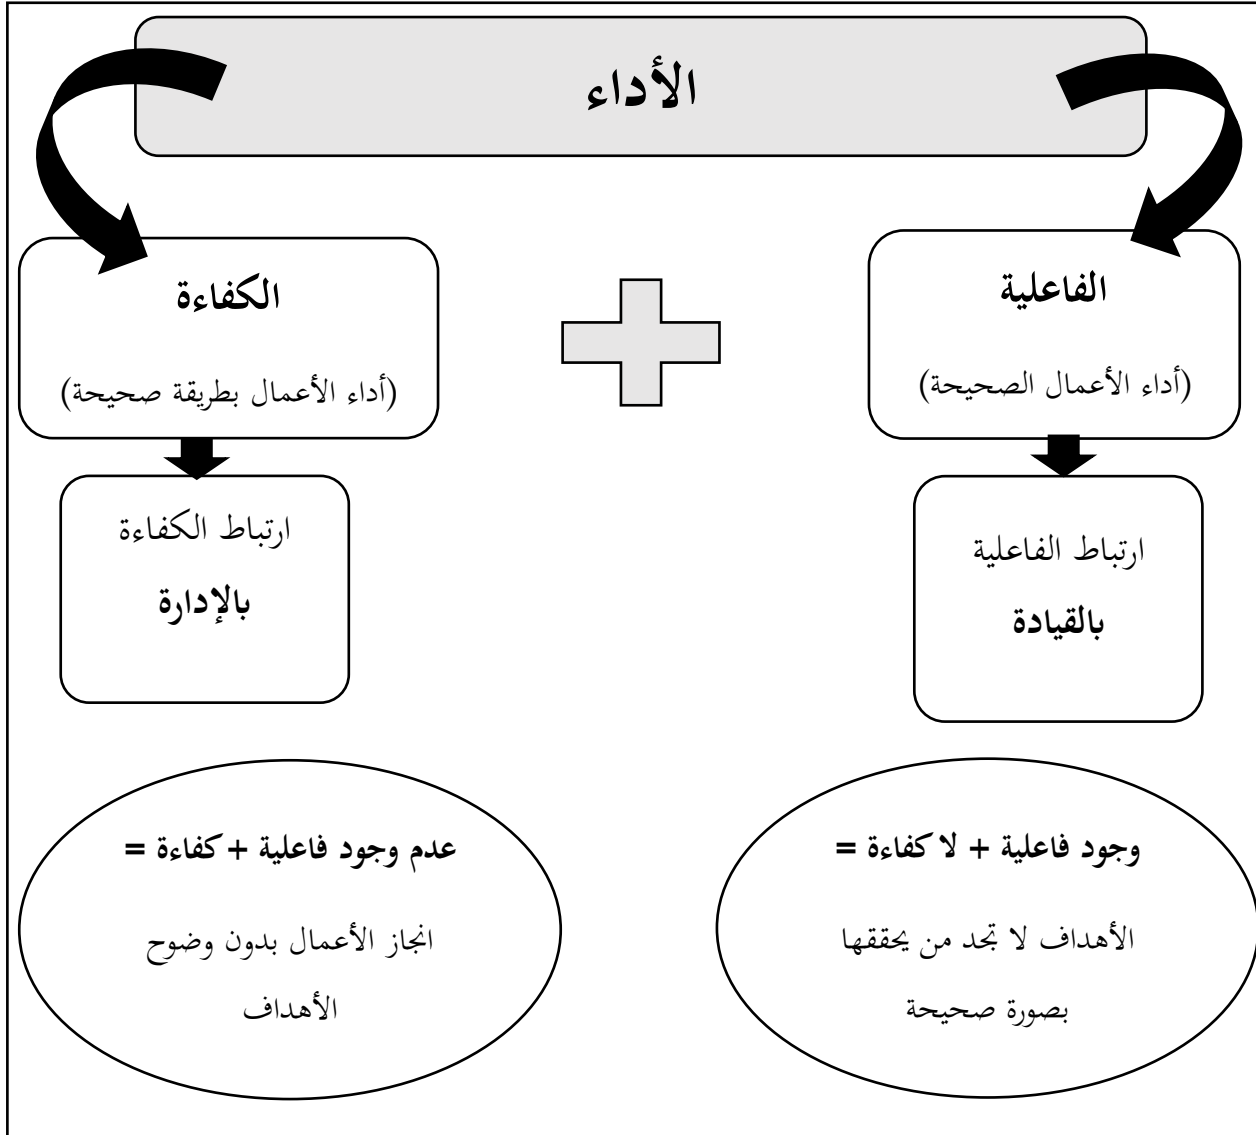 الأداء
الفاعلية
(أداء الأعمال الصحيحة)
ارتباط الفاعلية
بالقيادة
الكفاءة
(أداء الأعمال بطريقة صحيحة)
ارتباط الكفاءة
بالإدارة
وجود فاعلية + لا كفاءة =
الأهداف لا تجد من يحققها
بصورة صحيحة
عدم وجود فاعلية + كفاءة =
انجاز الأعمال بدون وضوح
الأهداف